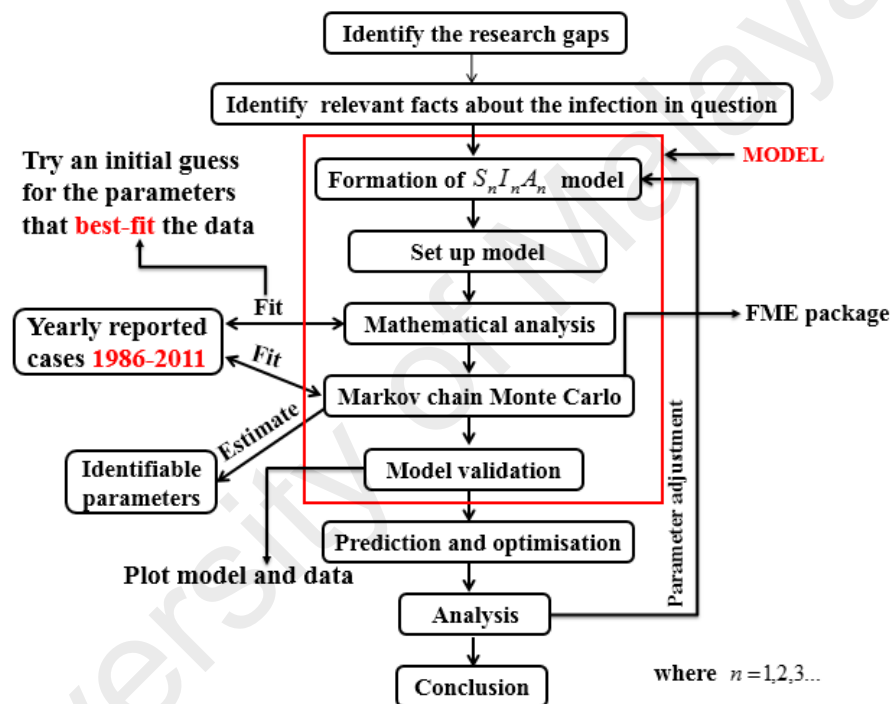 Identify the research gaps
Identify relevant facts about the infection in question
MODEL
Try an initial guess
for the parameters
that best-fit the data
Formation of SₙIₙAₙ model
Set up model
Fit
Mathematical analysis
FME package
Yearly reported
cases 1986-2011
Fit
Markov chain Monte Carlo
Estimate
Identifiable
parameters
Model validation
Parameter adjustment
Prediction and optimisation
Plot model and data
Analysis
Conclusion
where n = 1,2,3...
versity of Malaya